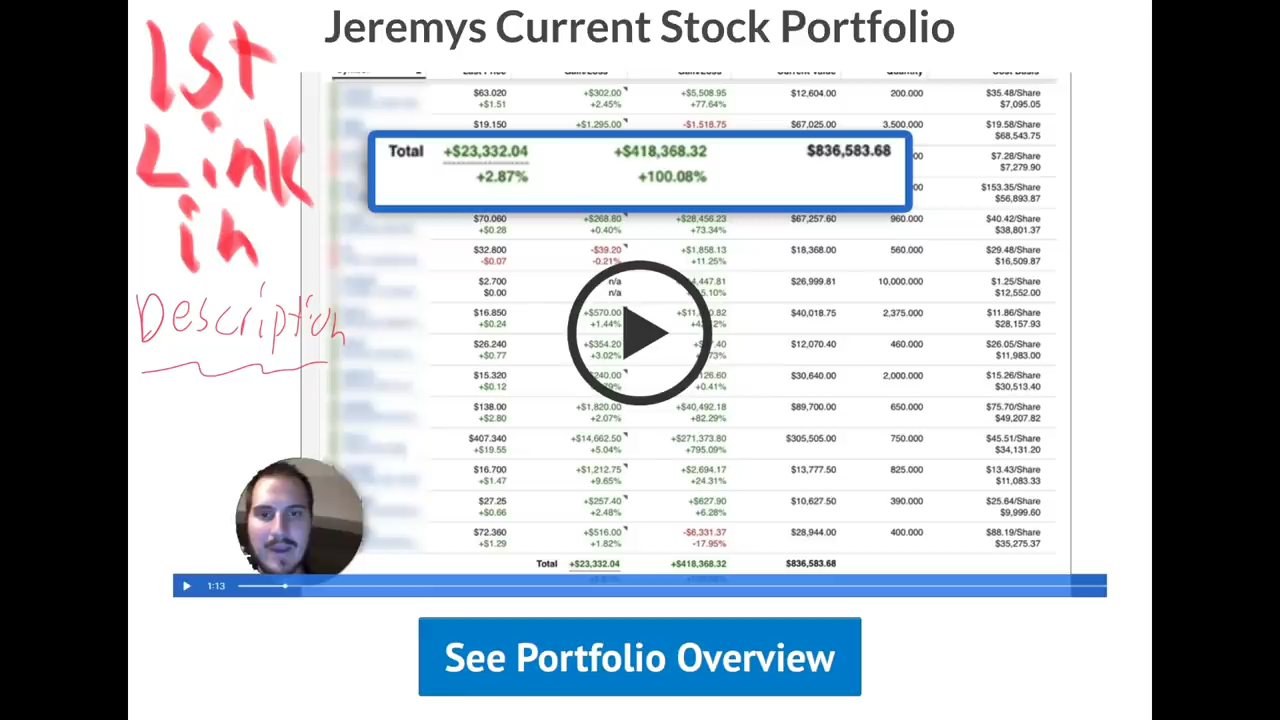 Jeremys Current Stock Portfolio
1st
Link
in
Description
Last Price Gain/Loss Gain/Loss Current Value Quantity Cost Basis
$63.020 +$302.00 +$5,508.95 $12,604.00 200.000 $35.48/Share
+$1.51 +2.45% +77.64% $7,095.05
$19.150 +$1,295.00 -$1,518.75 $67,025.00 3,500.000 $19.58/Share
$68,543.75
Total +$23,332.04 +$418,368.32 $836,583.68
+2.87% +100.08%
$7.28/Share
$7,279.90
$153.35/Share
$56,893.87
$70.060 +$268.80 +$28,456.23 $67,257.60 960.000 $40.42/Share
+$0.28 +0.40% +73.34% $38,801.37
$32.800 -$39.20 +$1,858.13 $18,368.00 560.000 $29.48/Share
-$0.07 -0.21% +11.25% $16,509.87
$2.700 n/a $26,999.81 10,000.000 $1.25/Share
$0.00 n/a $12,552.00
$16.850 +$570.00 $40,018.75 2,375.000 $11.86/Share
+$0.24 +1.44% $28,157.93
$26.240 +$354.20 $12,070.40 460.000 $26.05/Share
+$0.77 +3.02% $11,983.00
$15.320 $30,640.00 2,000.000 $15.26/Share
+$0.12 +0.41% $30,513.40
$138.00 +$1,820.00 +$40,492.18 $89,700.00 650.000 $75.70/Share
+$2.80 +2.07% +82.29% $49,207.82
$407.340 +$14,662.50 +$271,373.80 $305,505.00 750.000 $45.51/Share
+$19.55 +5.04% +795.09% $34,131.20
$16.700 +$1,212.75 +$2,694.17 $13,777.50 825.000 $13.43/Share
+$1.47 +9.65% +24.31% $11,083.33
$27.25 +$257.40 +$627.90 $10,627.50 390.000 $25.64/Share
+$0.66 +2.48% +6.28% $9,999.60
$72.360 +$516.00 -$6,331.37 $28,944.00 400.000 $88.19/Share
+$1.29 +1.82% -17.95% $35,275.37
Total +$23,332.04 +$418,368.32 $836,583.68
1:13
See Portfolio Overview